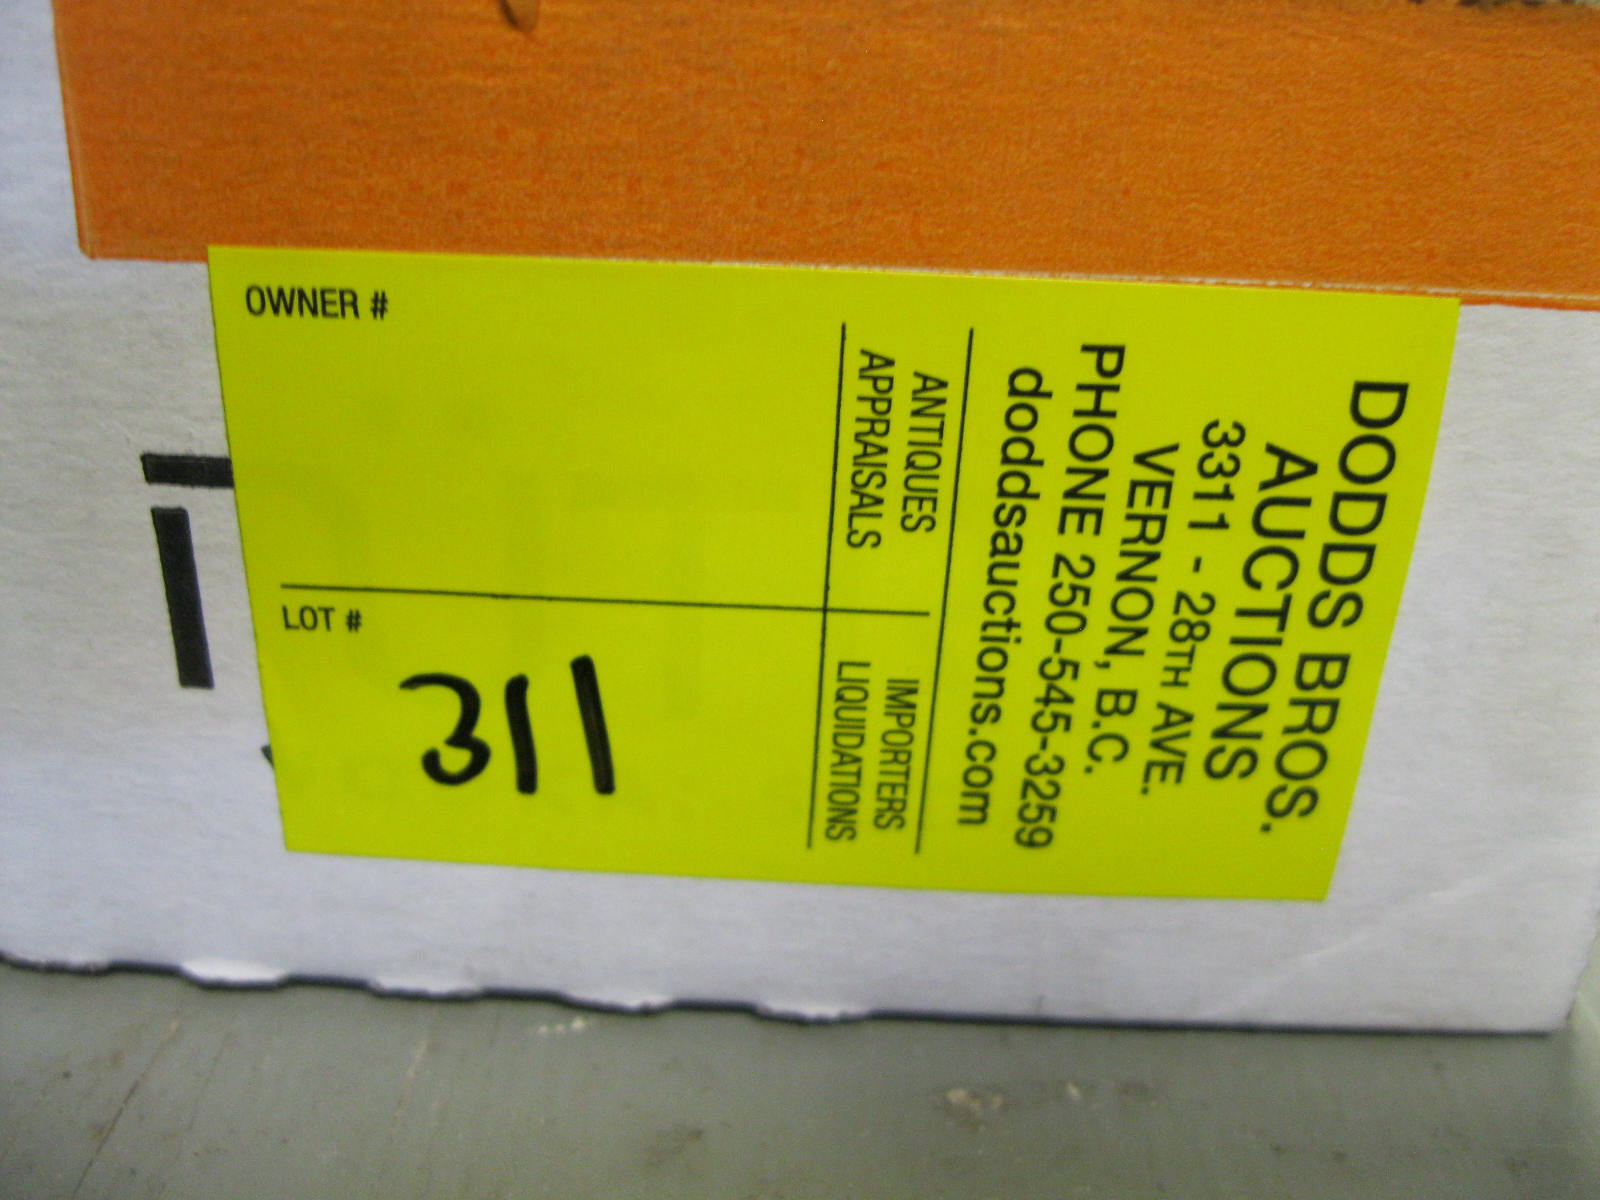 DODDS BROS.
AUCTIONS
3311 - 28TH AVE.
VERNON, B.C.
PHONE 250-545-3259
doddsauctions.com
ANTIQUES
APPRAISALS
IMPORTERS
LIQUIDATIONS
OWNER #
LOT #
311